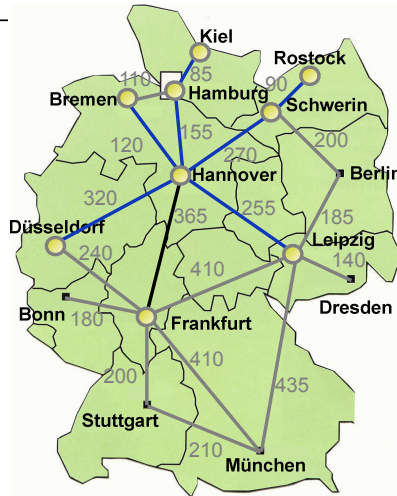 Kiel
Rostock
110
85
90
Bremen
Hamburg
Schwerin
155
120
270
200
Hannover
Berlin
320
365
255
185
Düsseldorf
Leipzig
240
410
140
Bonn
180
Frankfurt
Dresden
410
200
435
Stuttgart
210
München